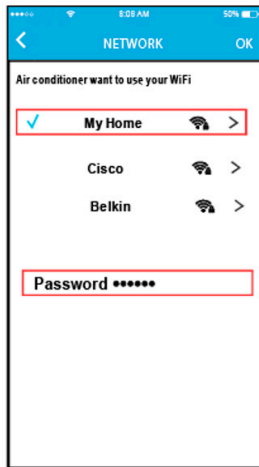 8:08 AM 50%
NETWORK OK
Air conditioner want to use your WiFi
My Home
Cisco
Belkin
Password ••••••